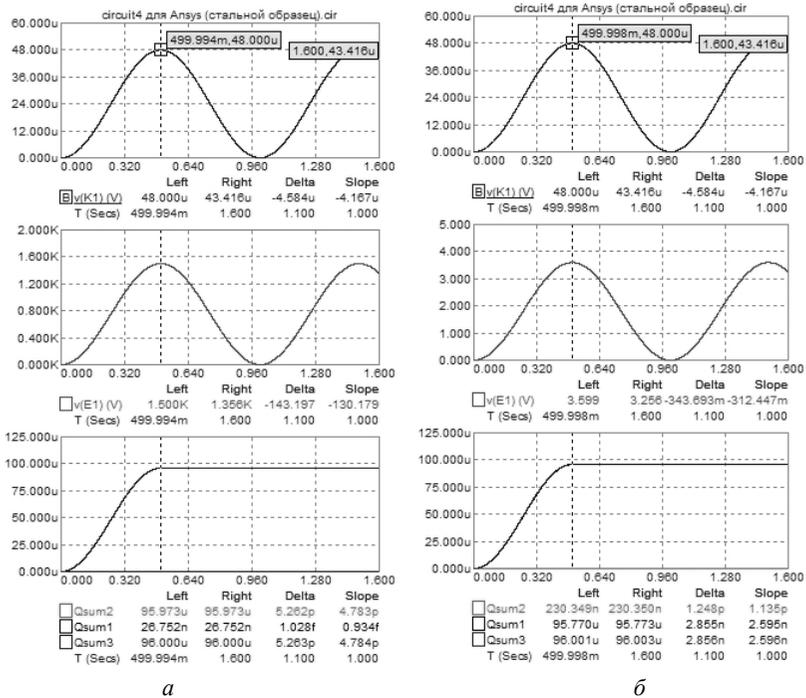 circuit4 для Ansys (стальной образец).cir
60.000u
48.000u
36.000u
24.000u
12.000u
0.000u
499.994m,48.000u
1.600,43.416u
0.000 0.320 0.640 0.960 1.280 1.600
Left Right Delta Slope
B v(K1) (V) 48.000u 43.416u -4.584u -4.167u
T (Secs) 499.994m 1.600 1.100 1.000
2.000K
1.600K
1.200K
0.800K
0.400K
0.000K
0.000 0.320 0.640 0.960 1.280 1.600
Left Right Delta Slope
v(E1) (V) 1.500K 1.356K -143.197 -130.179
T (Secs) 499.994m 1.600 1.100 1.000
125.000u
100.000u
75.000u
50.000u
25.000u
0.000u
0.000 0.320 0.640 0.960 1.280 1.600
Left Right Delta Slope
Qsum2 95.973u 95.973u 5.262p 4.783p
Qsum1 26.752n 26.752n 1.028f 0.934f
Qsum3 96.000u 96.000u 5.263p 4.784p
T (Secs) 499.994m 1.600 1.100 1.000
а
circuit4 для Ansys (стальной образец).cir
60.000u
48.000u
36.000u
24.000u
12.000u
0.000u
499.998m,48.000u
1.600,43.416u
0.000 0.320 0.640 0.960 1.280 1.600
Left Right Delta Slope
B v(K1) (V) 48.000u 43.416u -4.584u -4.167u
T (Secs) 499.998m 1.600 1.100 1.000
5.000
4.000
3.000
2.000
1.000
0.000
0.000 0.320 0.640 0.960 1.280 1.600
Left Right Delta Slope
v(E1) (V) 3.599 3.256 -343.693m -312.447m
T (Secs) 499.998m 1.600 1.100 1.000
125.000u
100.000u
75.000u
50.000u
25.000u
0.000u
0.000 0.320 0.640 0.960 1.280 1.600
Left Right Delta Slope
Qsum2 230.349n 230.350n 1.248p 1.135p
Qsum1 95.770u 95.773u 2.855n 2.595n
Qsum3 96.001u 96.003u 2.856n 2.596n
T (Secs) 499.998m 1.600 1.100 1.000
б